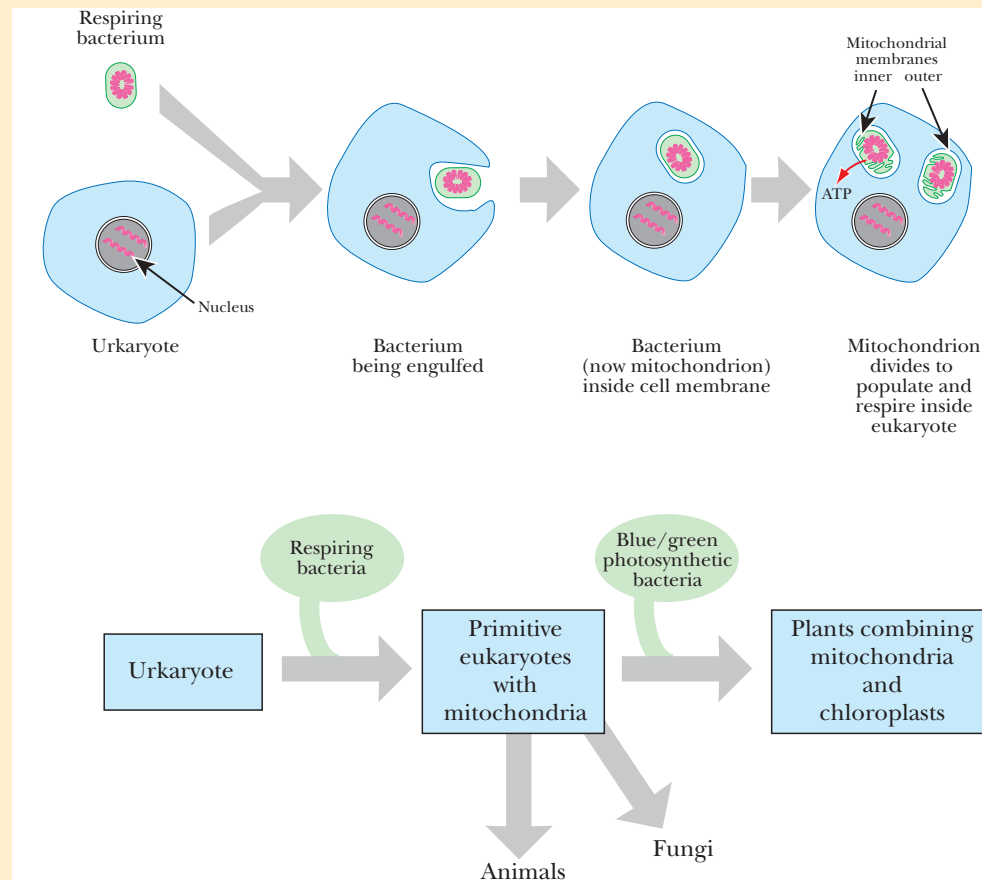 Respiring
bacterium
Mitochondrial
membranes
inner outer
ATP
Nucleus
Urkaryote
Bacterium
being engulfed
Bacterium
(now mitochondrion)
inside cell membrane
Mitochondrion
divides to
populate and
respire inside
eukaryote
Respiring
bacteria
Blue/green
photosynthetic
bacteria
Urkaryote
Primitive
eukaryotes
with
mitochondria
Plants combining
mitochondria
and
chloroplasts
Fungi
Animals